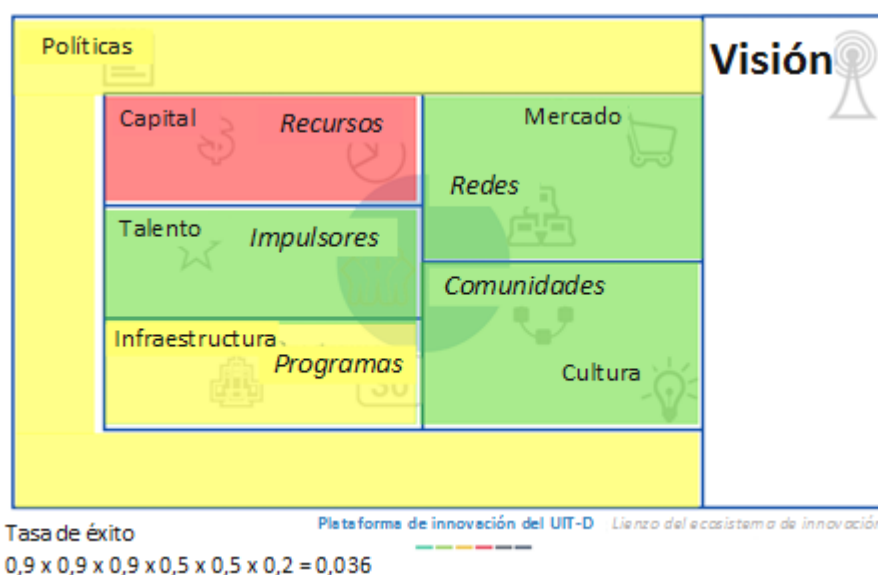 Políticas
Visión
Capital
Recursos
Mercado
Redes
Talento
Impulsores
Comunidades
Infraestructura
Programas
Cultura
Plataforma de innovación del UIT-D Lienzo del ecosistema de innovación
Tasa de éxito
0,9 x 0,9 x 0,9 x 0,5 x 0,5 x 0,2 = 0,036